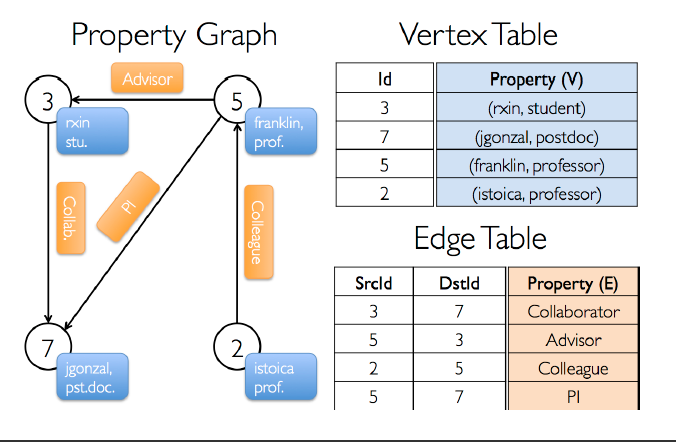 Property Graph
Advisor
3
5
rxin
stu.
franklin,
prof.
Collab.
PI
Colleague
7
2
jgonzal,
pst.doc.
istoica
prof.
Vertex Table
Id Property (V)
3 (rxin, student)
7 (jgonzal, postdoc)
5 (franklin, professor)
2 (istoica, professor)
Edge Table
SrcId DstId Property (E)
3 7 Collaborator
5 3 Advisor
2 5 Colleague
5 7 PI